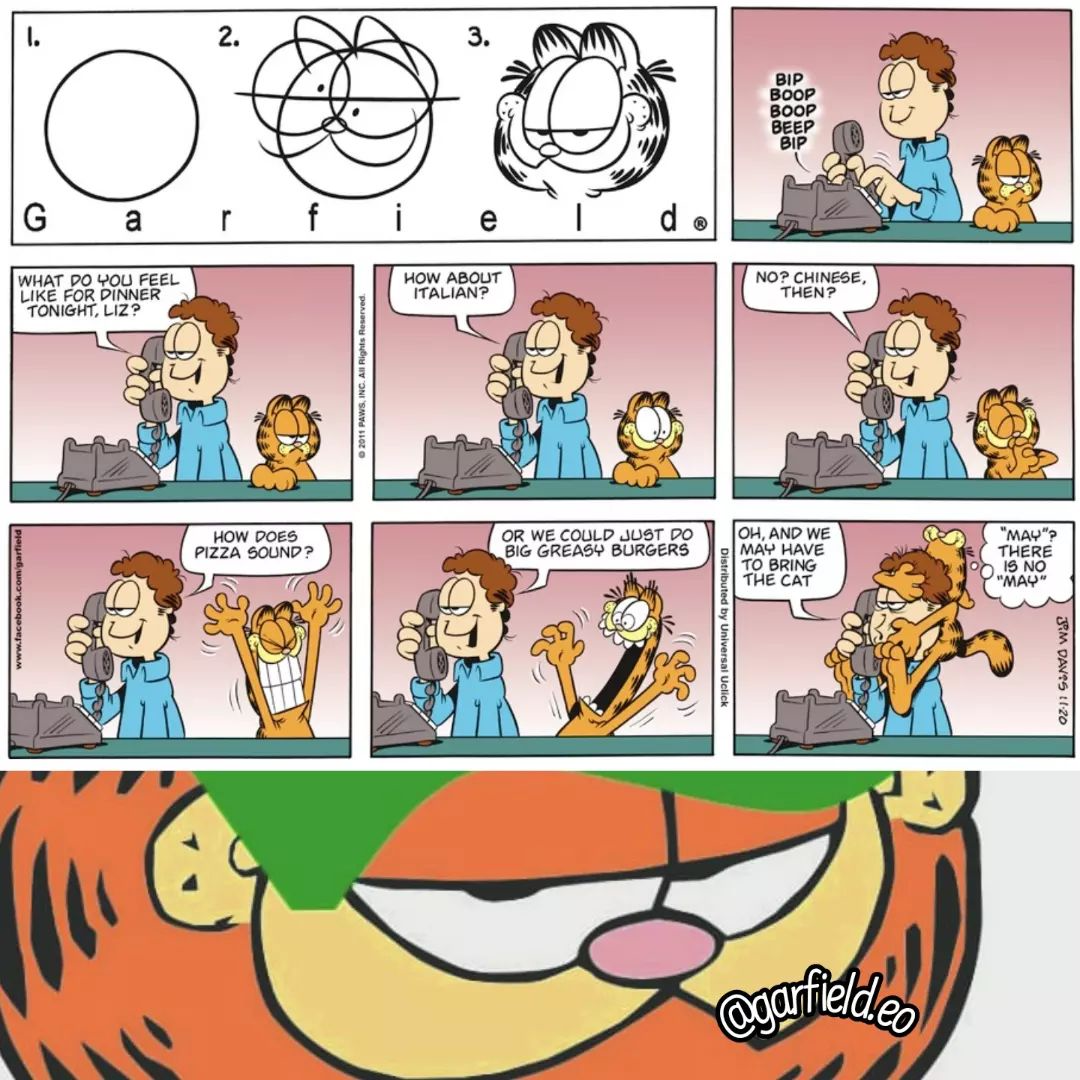 1. 2. 3.
G a r f i e l d ®
BIP
BOOP
BOOP
BEEP
BIP
WHAT DO YOU FEEL
LIKE FOR DINNER
TONIGHT, LIZ?
© 2011 PAWS, INC. All Rights Reserved.
HOW ABOUT
ITALIAN?
NO? CHINESE,
THEN?
www.facebook.com/garfield
HOW DOES
PIZZA SOUND?
OR WE COULD JUST DO
BIG GREASY BURGERS
Distributed by Universal Uclick
OH, AND WE
MAY HAVE
TO BRING
THE CAT
"MAY"?
THERE
IS NO
"MAY"
JIM DAVIS 11·20
@garfield.eo